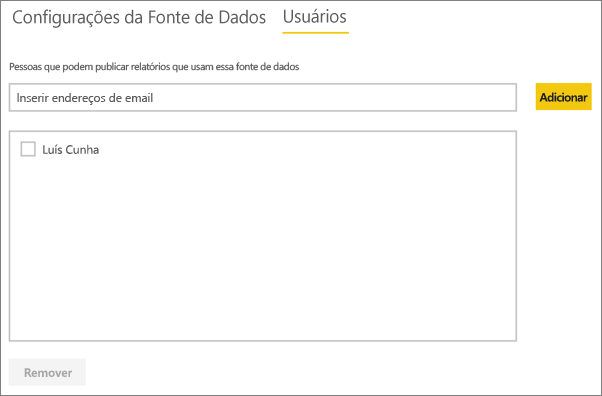 Configurações da Fonte de Dados Usuários
Pessoas que podem publicar relatórios que usam essa fonte de dados
Inserir endereços de email Adicionar
Luís Cunha
Remover